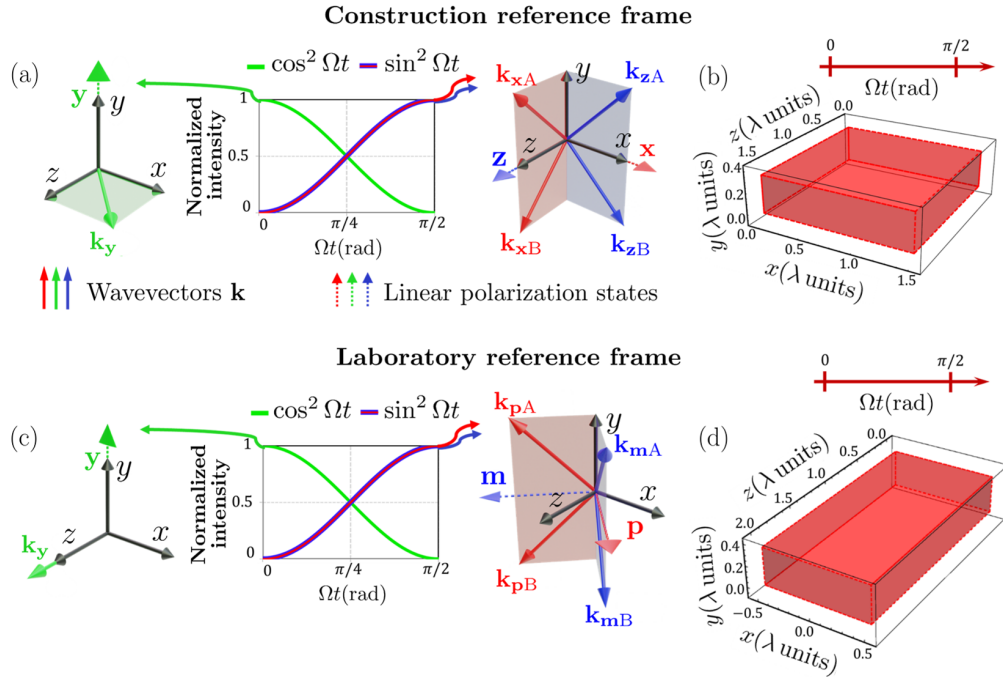 Construction reference frame
(a)
y
y
z
x
k_y
cos² Ωt
sin² Ωt
Normalized
intensity
1
0.5
0
0
π/4
π/2
Ωt(rad)
k_xA
y
k_zA
z
z
x
x
k_xB
k_zB
(b)
0
π/2
Ωt(rad)
z(λ units)
0.0
0.5
1.0
1.5
y(λ units)
0.4
0.2
0.0
0.0
0.5
1.0
1.5
x(λ units)
Wavevectors k
Linear polarization states
Laboratory reference frame
(c)
y
y
z
x
k_y
cos² Ωt
sin² Ωt
Normalized
intensity
1
0.5
0
0
π/4
π/2
Ωt(rad)
k_pA
y
k_mA
m
z
x
p
k_pB
k_mB
(d)
0
π/2
Ωt(rad)
z(λ units)
0.0
0.5
1.0
1.5
2.0
y(λ units)
0.4
0.2
0.0
−0.5
0.0
0.5
x(λ units)